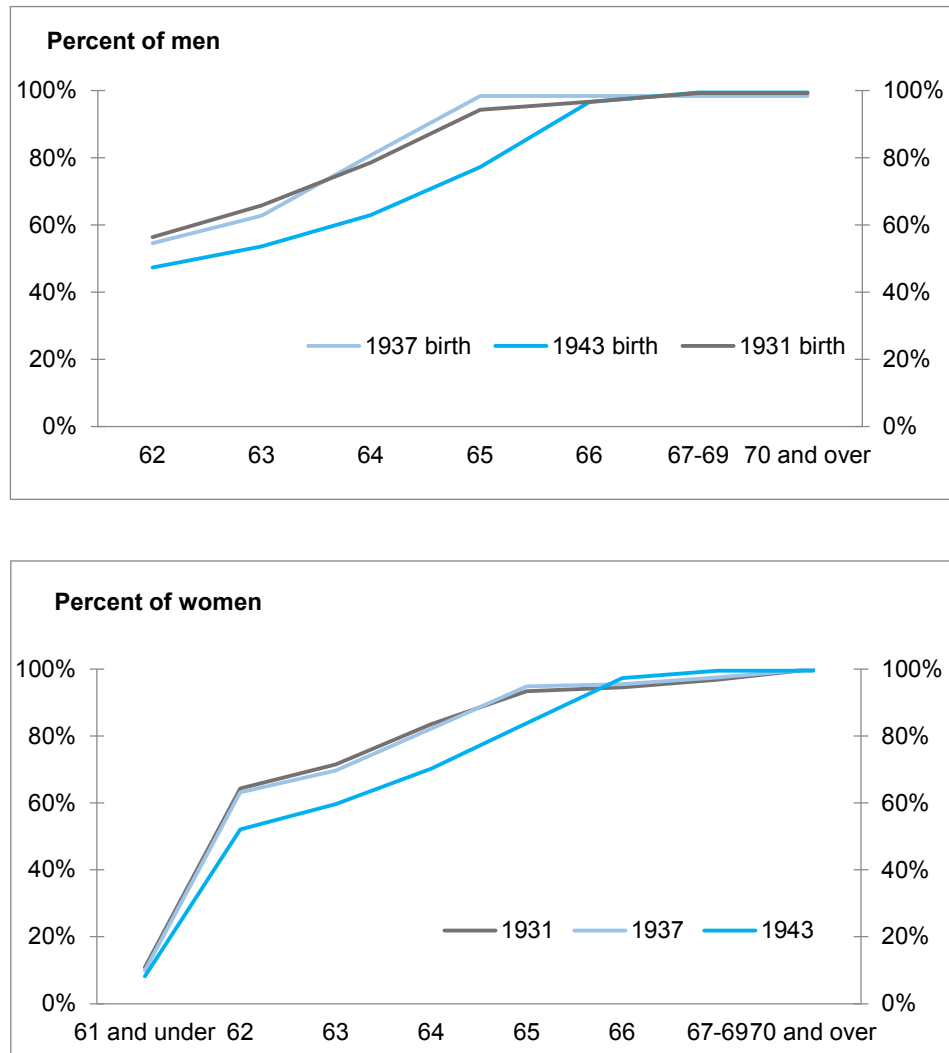 Percent of men
100% 100%
80% 80%
60% 60%
40% 40%
1937 birth 1943 birth 1931 birth
20% 20%
0% 0%
62 63 64 65 66 67-69 70 and over
Percent of women
100% 100%
80% 80%
60% 60%
40% 40%
1931 1937 1943
20% 20%
0% 0%
61 and under 62 63 64 65 66 67-69 70 and over